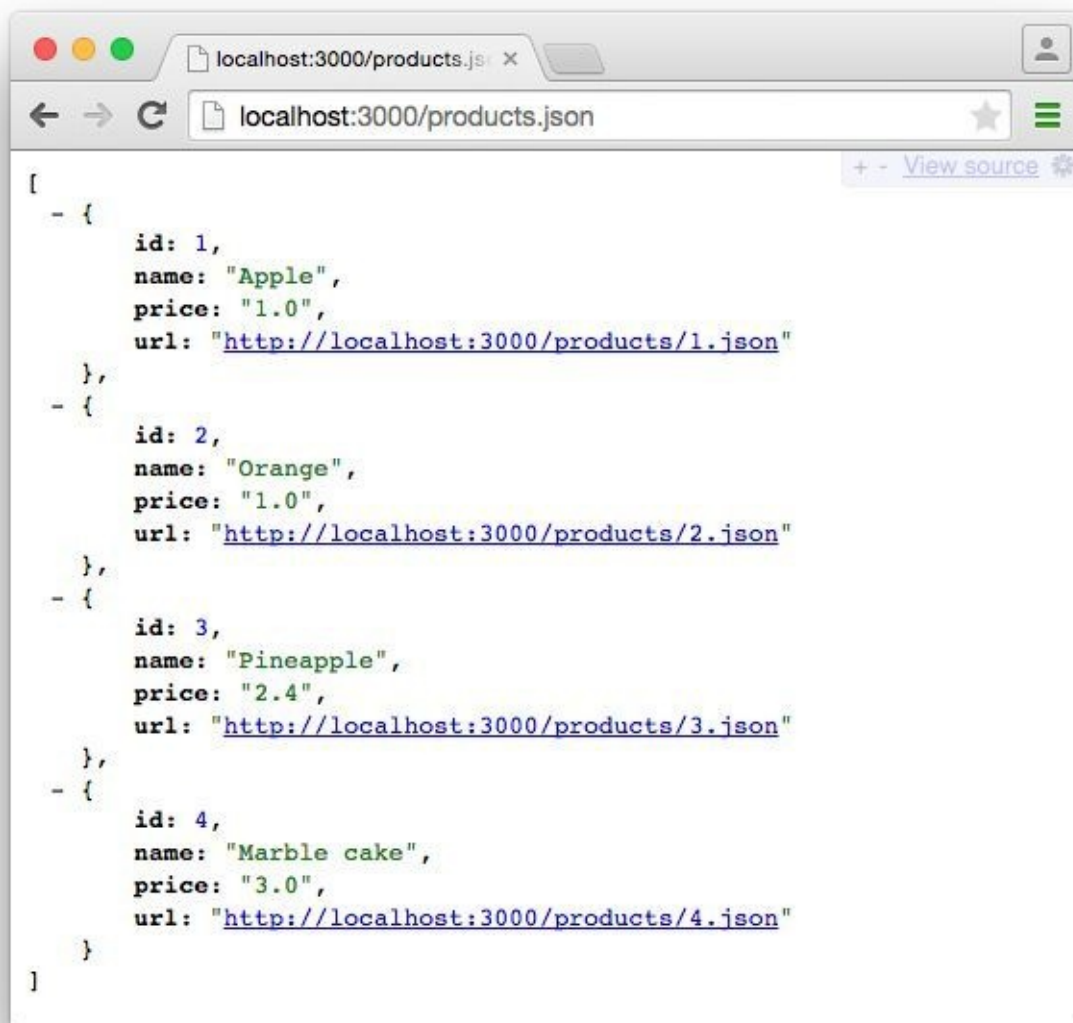 localhost:3000/products.js
localhost:3000/products.json
+ - View source
[
- {
id: 1,
name: "Apple",
price: "1.0",
url: "http://localhost:3000/products/1.json"
},
- {
id: 2,
name: "Orange",
price: "1.0",
url: "http://localhost:3000/products/2.json"
},
- {
id: 3,
name: "Pineapple",
price: "2.4",
url: "http://localhost:3000/products/3.json"
},
- {
id: 4,
name: "Marble cake",
price: "3.0",
url: "http://localhost:3000/products/4.json"
}
]